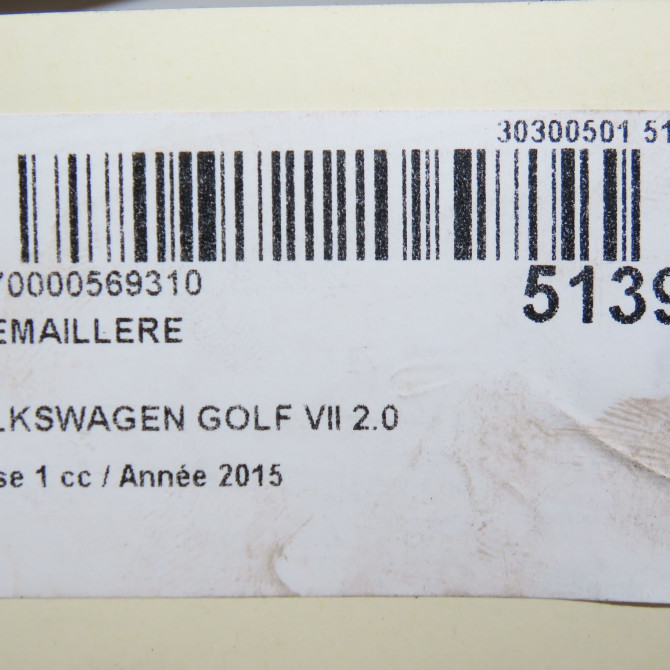 30300501 51
70000569310
5139
EMAILLERE
LKSWAGEN GOLF VII 2.0
se 1 cc / Année 2015